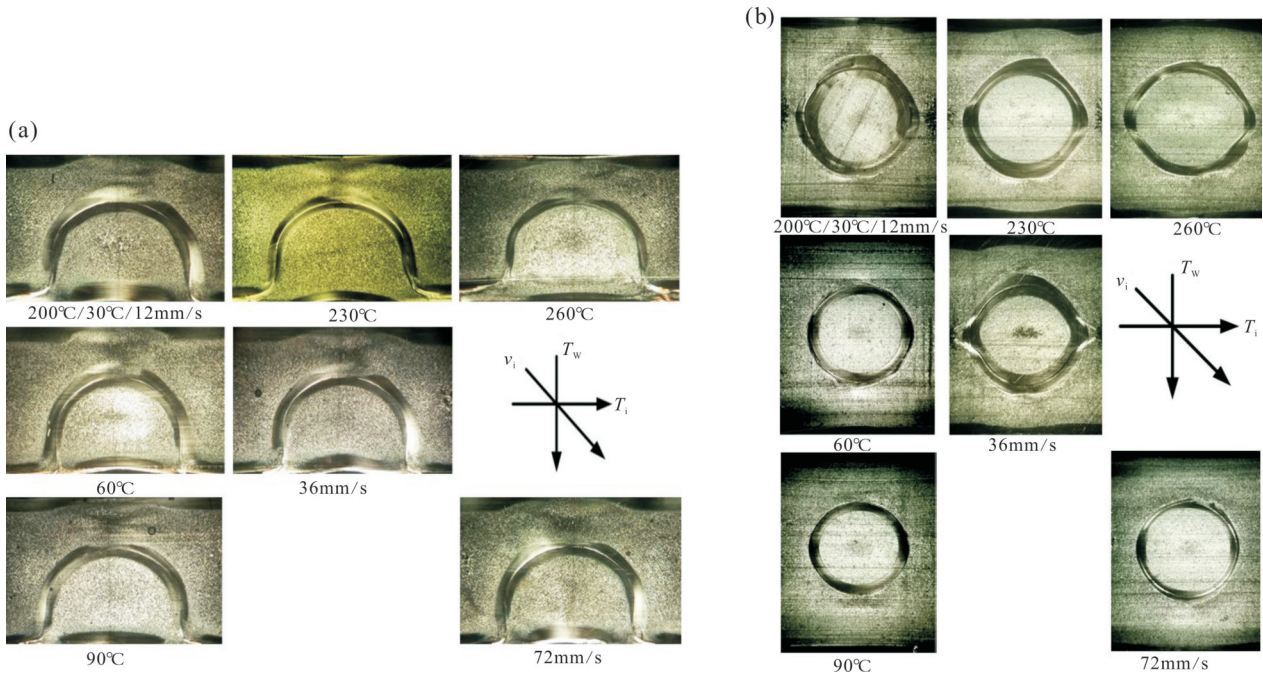 (a)
200℃/30℃/12mm/s
230℃
260℃
60℃
36mm/s
v_i
T_W
T_i
90℃
72mm/s
(b)
200℃/30℃/12mm/s
230℃
260℃
60℃
36mm/s
v_i
T_W
T_i
90℃
72mm/s